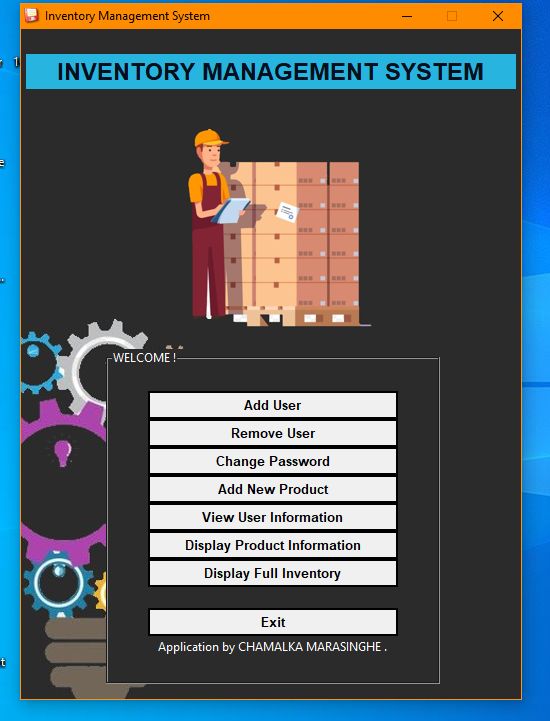 Inventory Management System
INVENTORY MANAGEMENT SYSTEM
WELCOME !
Add User
Remove User
Change Password
Add New Product
View User Information
Display Product Information
Display Full Inventory
Exit
Application by CHAMALKA MARASINGHE .